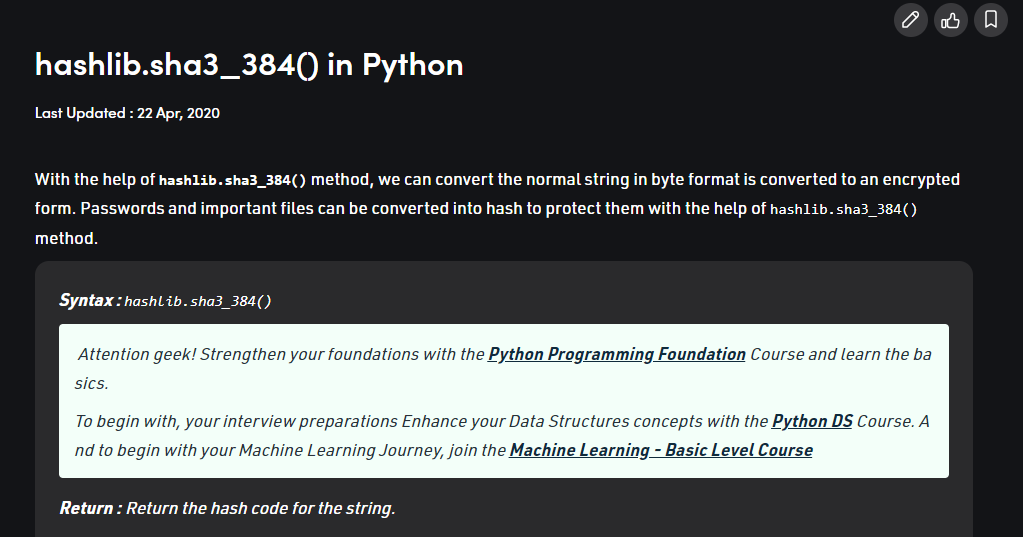 hashlib.sha3_384() in Python
Last Updated : 22 Apr, 2020
With the help of hashlib.sha3_384() method, we can convert the normal string in byte format is converted to an encrypted
form. Passwords and important files can be converted into hash to protect them with the help of hashlib.sha3_384()
method.
Syntax : hashlib.sha3_384()
Attention geek! Strengthen your foundations with the Python Programming Foundation Course and learn the ba
sics.
To begin with, your interview preparations Enhance your Data Structures concepts with the Python DS Course. A
nd to begin with your Machine Learning Journey, join the Machine Learning - Basic Level Course
Return : Return the hash code for the string.